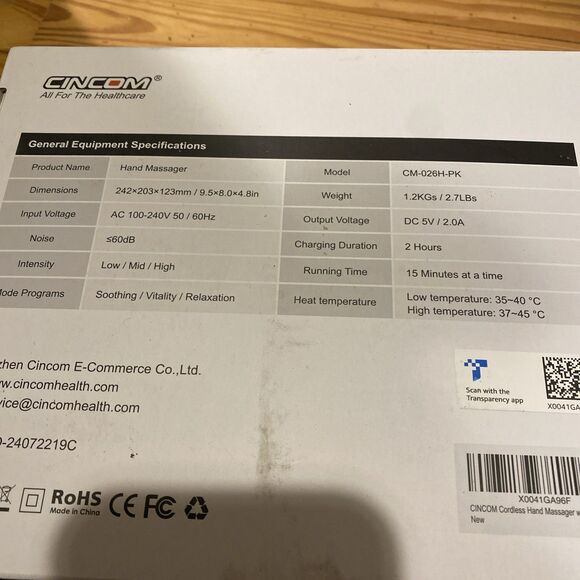 CINCOM®
All For The Healthcare
General Equipment Specifications
Product Name Hand Massager Model CM-026H-PK
Dimensions 242×203×123mm / 9.5×8.0×4.8in Weight 1.2KGs / 2.7LBs
Input Voltage AC 100-240V 50 / 60Hz Output Voltage DC 5V / 2.0A
Noise ≤60dB Charging Duration 2 Hours
Intensity Low / Mid / High Running Time 15 Minutes at a time
Mode Programs Soothing / Vitality / Relaxation Heat temperature Low temperature: 35~40 °C
High temperature: 37~45 °C
zhen Cincom E-Commerce Co.,Ltd.
w.cincomhealth.com
vice@cincomhealth.com
-24072219C
Scan with the
Transparency app
X0041GA
RoHS
Made in China
CE FC
X0041GA96F
CINCOM Cordless Hand Massager w
New